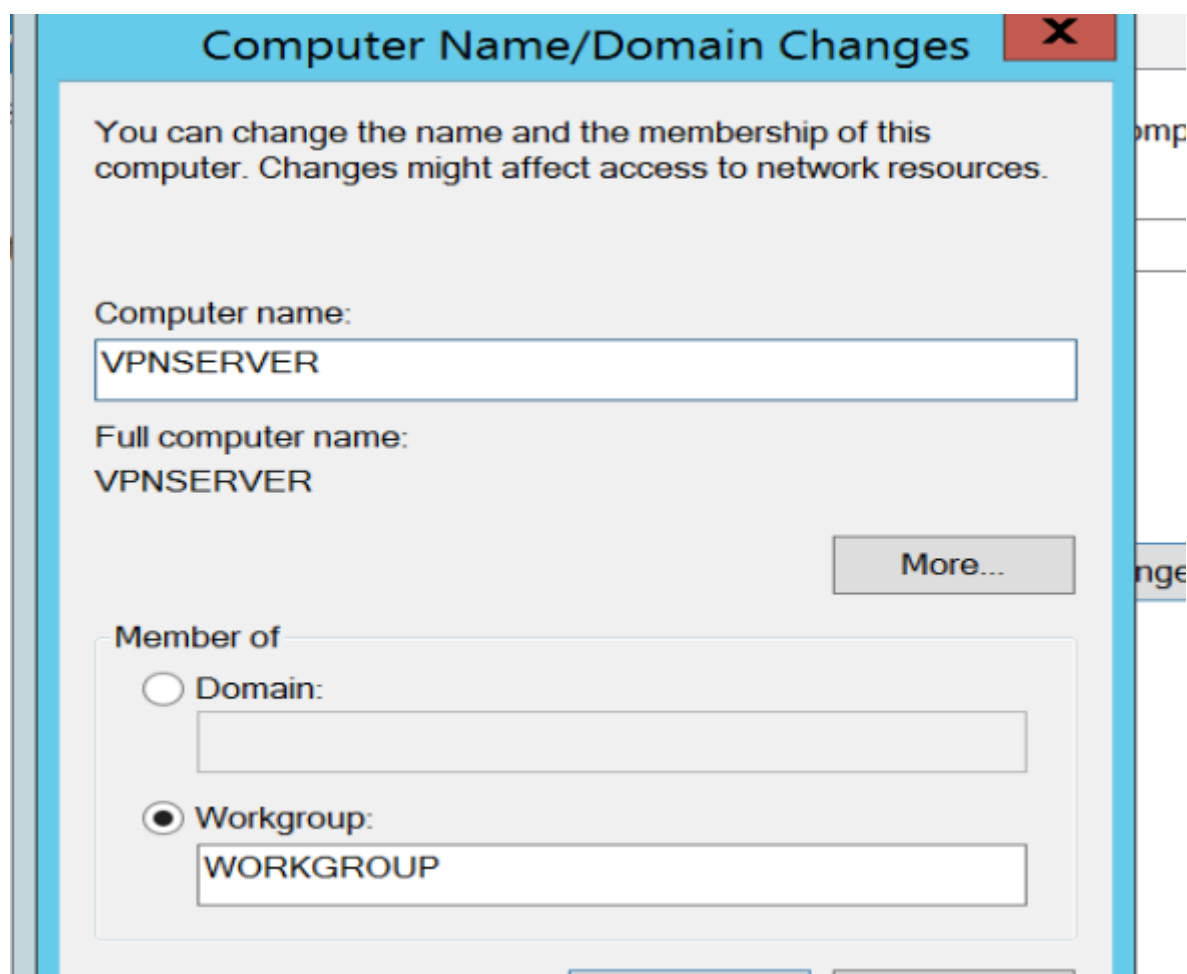 Computer Name/Domain Changes
X
You can change the name and the membership of this
computer. Changes might affect access to network resources.
Computer name:
VPNSERVER
Full computer name:
VPNSERVER
More...
Member of
Domain:
Workgroup:
WORKGROUP